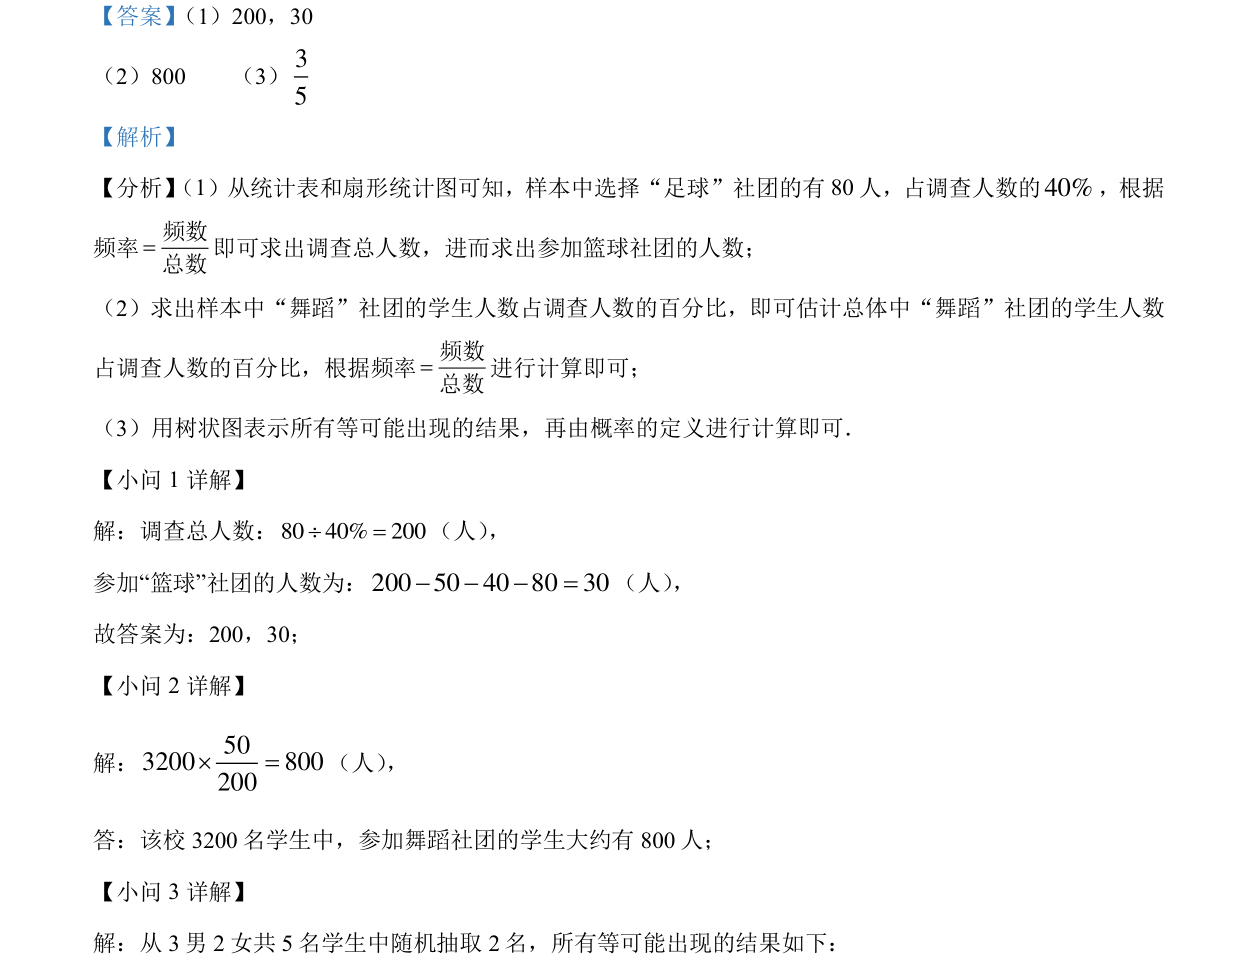 【答案】（1）200，30
（2）800 （3）3/5
【解析】
【分析】（1）从统计表和扇形统计图可知，样本中选择“足球”社团的有 80 人，占调查人数的40%，根据
频率=频数/总数即可求出调查总人数，进而求出参加篮球社团的人数；
（2）求出样本中“舞蹈”社团的学生人数占调查人数的百分比，即可估计总体中“舞蹈”社团的学生人数
占调查人数的百分比，根据频率=频数/总数进行计算即可；
（3）用树状图表示所有等可能出现的结果，再由概率的定义进行计算即可．
【小问 1 详解】
解：调查总人数：80÷40%=200（人），
参加“篮球”社团的人数为：200−50−40−80=30（人），
故答案为：200，30；
【小问 2 详解】
解：3200×50/200=800（人），
答：该校 3200 名学生中，参加舞蹈社团的学生大约有 800 人；
【小问 3 详解】
解：从 3 男 2 女共 5 名学生中随机抽取 2 名，所有等可能出现的结果如下：